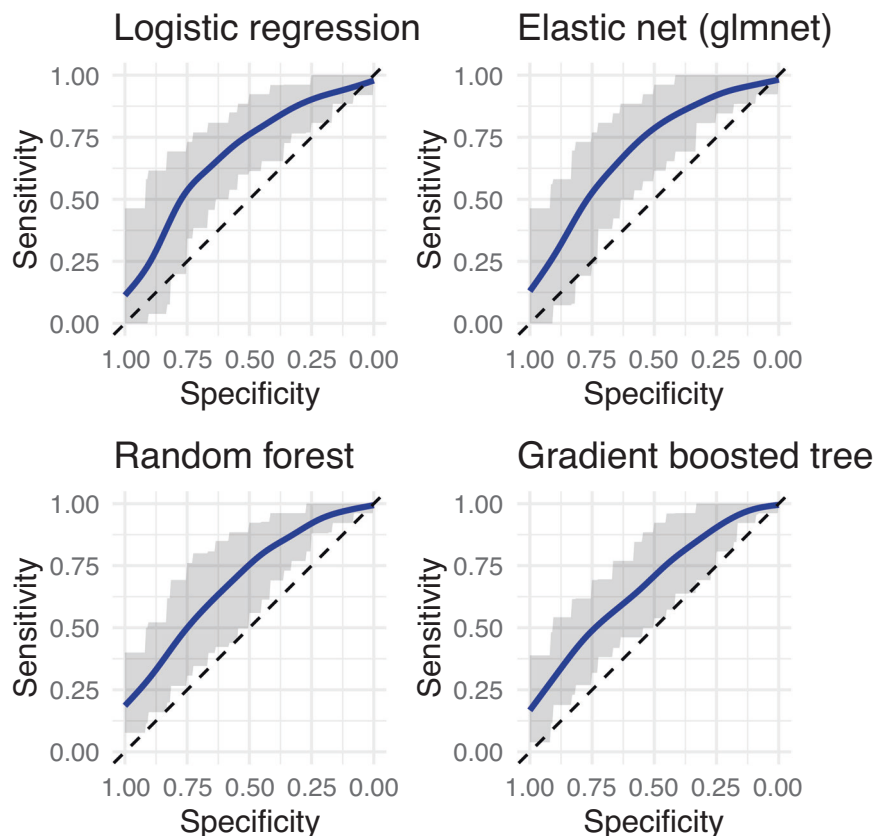 Logistic regression
Elastic net (glmnet)
1.00
0.75
0.50
0.25
0.00
Sensitivity
1.00 0.75 0.50 0.25 0.00
Specificity
1.00
0.75
0.50
0.25
0.00
Sensitivity
1.00 0.75 0.50 0.25 0.00
Specificity
Random forest
Gradient boosted tree
1.00
0.75
0.50
0.25
0.00
Sensitivity
1.00 0.75 0.50 0.25 0.00
Specificity
1.00
0.75
0.50
0.25
0.00
Sensitivity
1.00 0.75 0.50 0.25 0.00
Specificity